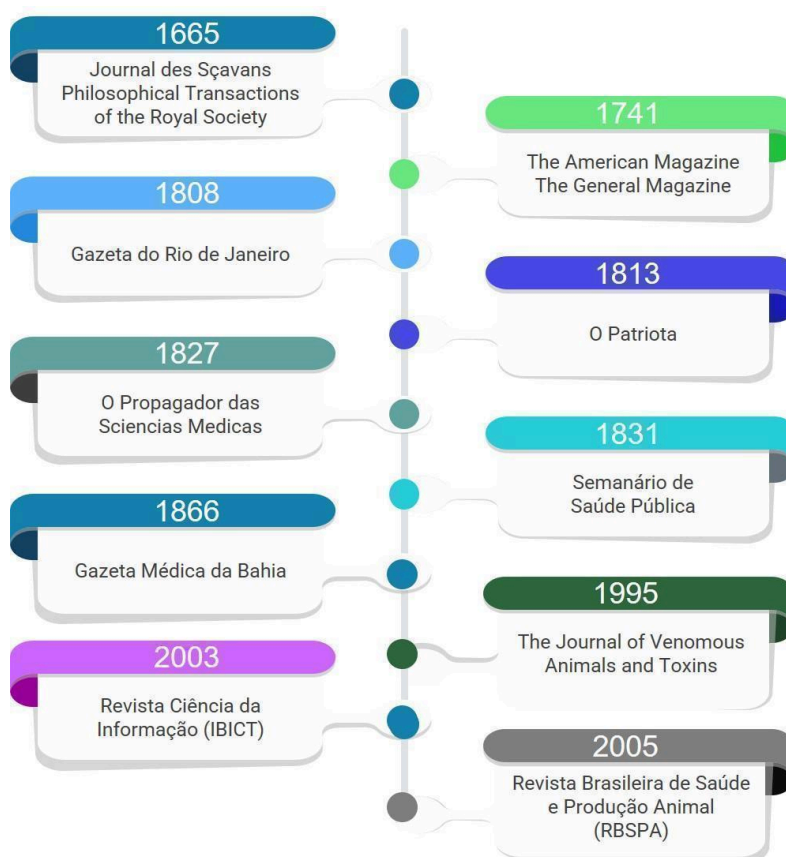 1665
Journal des Sçavans
Philosophical Transactions
of the Royal Society
1741
The American Magazine
The General Magazine
1808
Gazeta do Rio de Janeiro
1813
O Patriota
1827
O Propagador das
Sciencias Medicas
1831
Semanário de
Saúde Pública
1866
Gazeta Médica da Bahia
1995
The Journal of Venomous
Animals and Toxins
2003
Revista Ciência da
Informação (IBICT)
2005
Revista Brasileira de Saúde
e Produção Animal
(RBSPA)